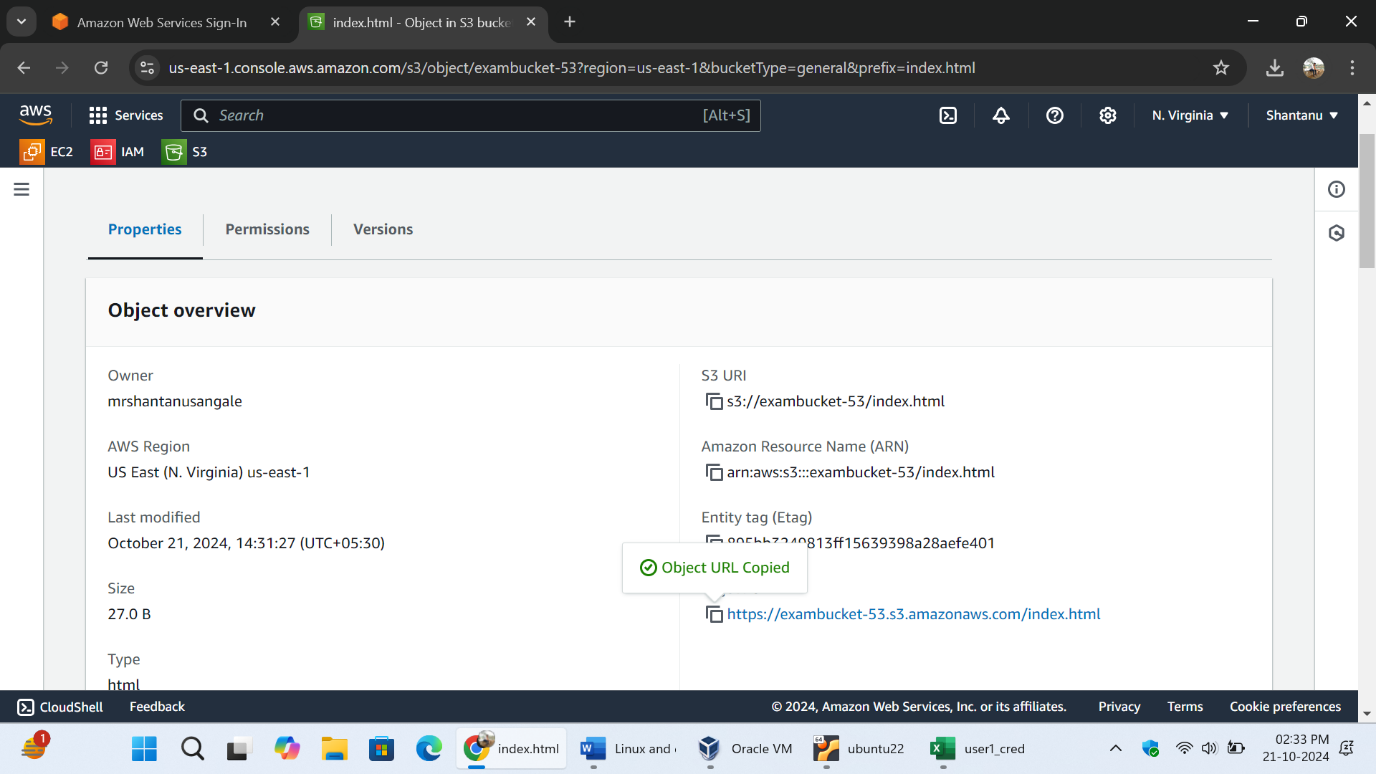 Amazon Web Services Sign-In
index.html - Object in S3 bucke
us-east-1.console.aws.amazon.com/s3/object/exambucket-53?region=us-east-1&bucketType=general&prefix=index.html
aws
Services
Search
[Alt+S]
N. Virginia
Shantanu
EC2
IAM
S3
Properties
Permissions
Versions
Object overview
Owner
mrshantanusangale
AWS Region
US East (N. Virginia) us-east-1
Last modified
October 21, 2024, 14:31:27 (UTC+05:30)
Size
27.0 B
Type
html
S3 URI
s3://exambucket-53/index.html
Amazon Resource Name (ARN)
arn:aws:s3:::exambucket-53/index.html
Entity tag (Etag)
Object URL Copied
https://exambucket-53.s3.amazonaws.com/index.html
CloudShell
Feedback
© 2024, Amazon Web Services, Inc. or its affiliates.
Privacy
Terms
Cookie preferences
1
index.html
Linux and
Oracle VM
64
ubuntu22
user1_cred
02:33 PM
21-10-2024